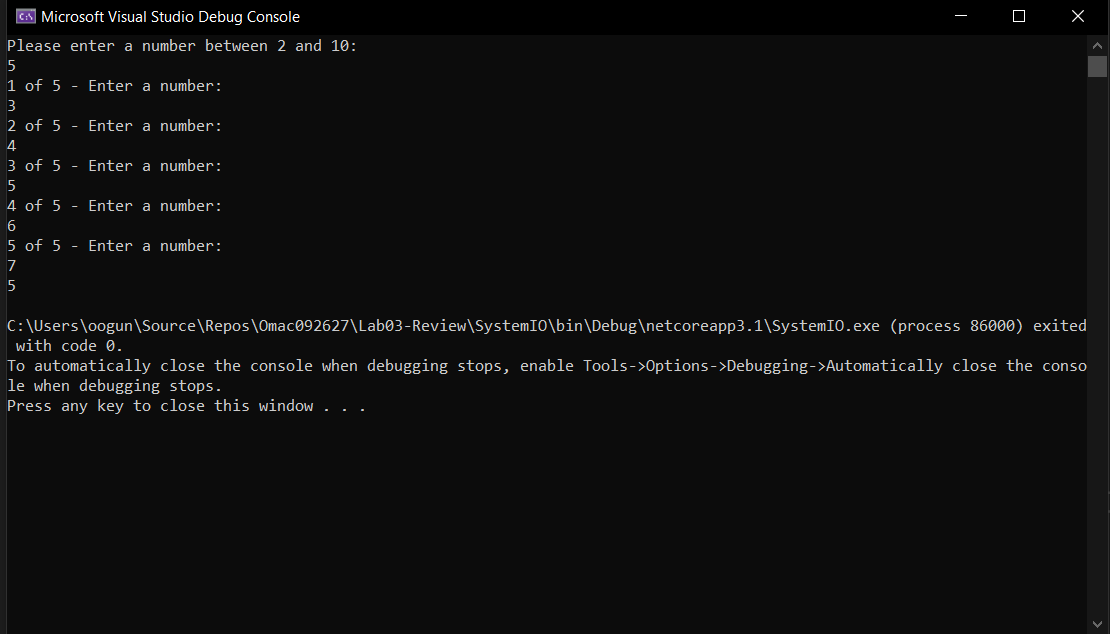 C:\ Microsoft Visual Studio Debug Console
Please enter a number between 2 and 10:
5
1 of 5 - Enter a number:
3
2 of 5 - Enter a number:
4
3 of 5 - Enter a number:
5
4 of 5 - Enter a number:
6
5 of 5 - Enter a number:
7
5
C:\Users\oogun\Source\Repos\Omac092627\Lab03-Review\SystemIO\bin\Debug\netcoreapp3.1\SystemIO.exe (process 86000) exited
with code 0.
To automatically close the console when debugging stops, enable Tools->Options->Debugging->Automatically close the conso
le when debugging stops.
Press any key to close this window . . .